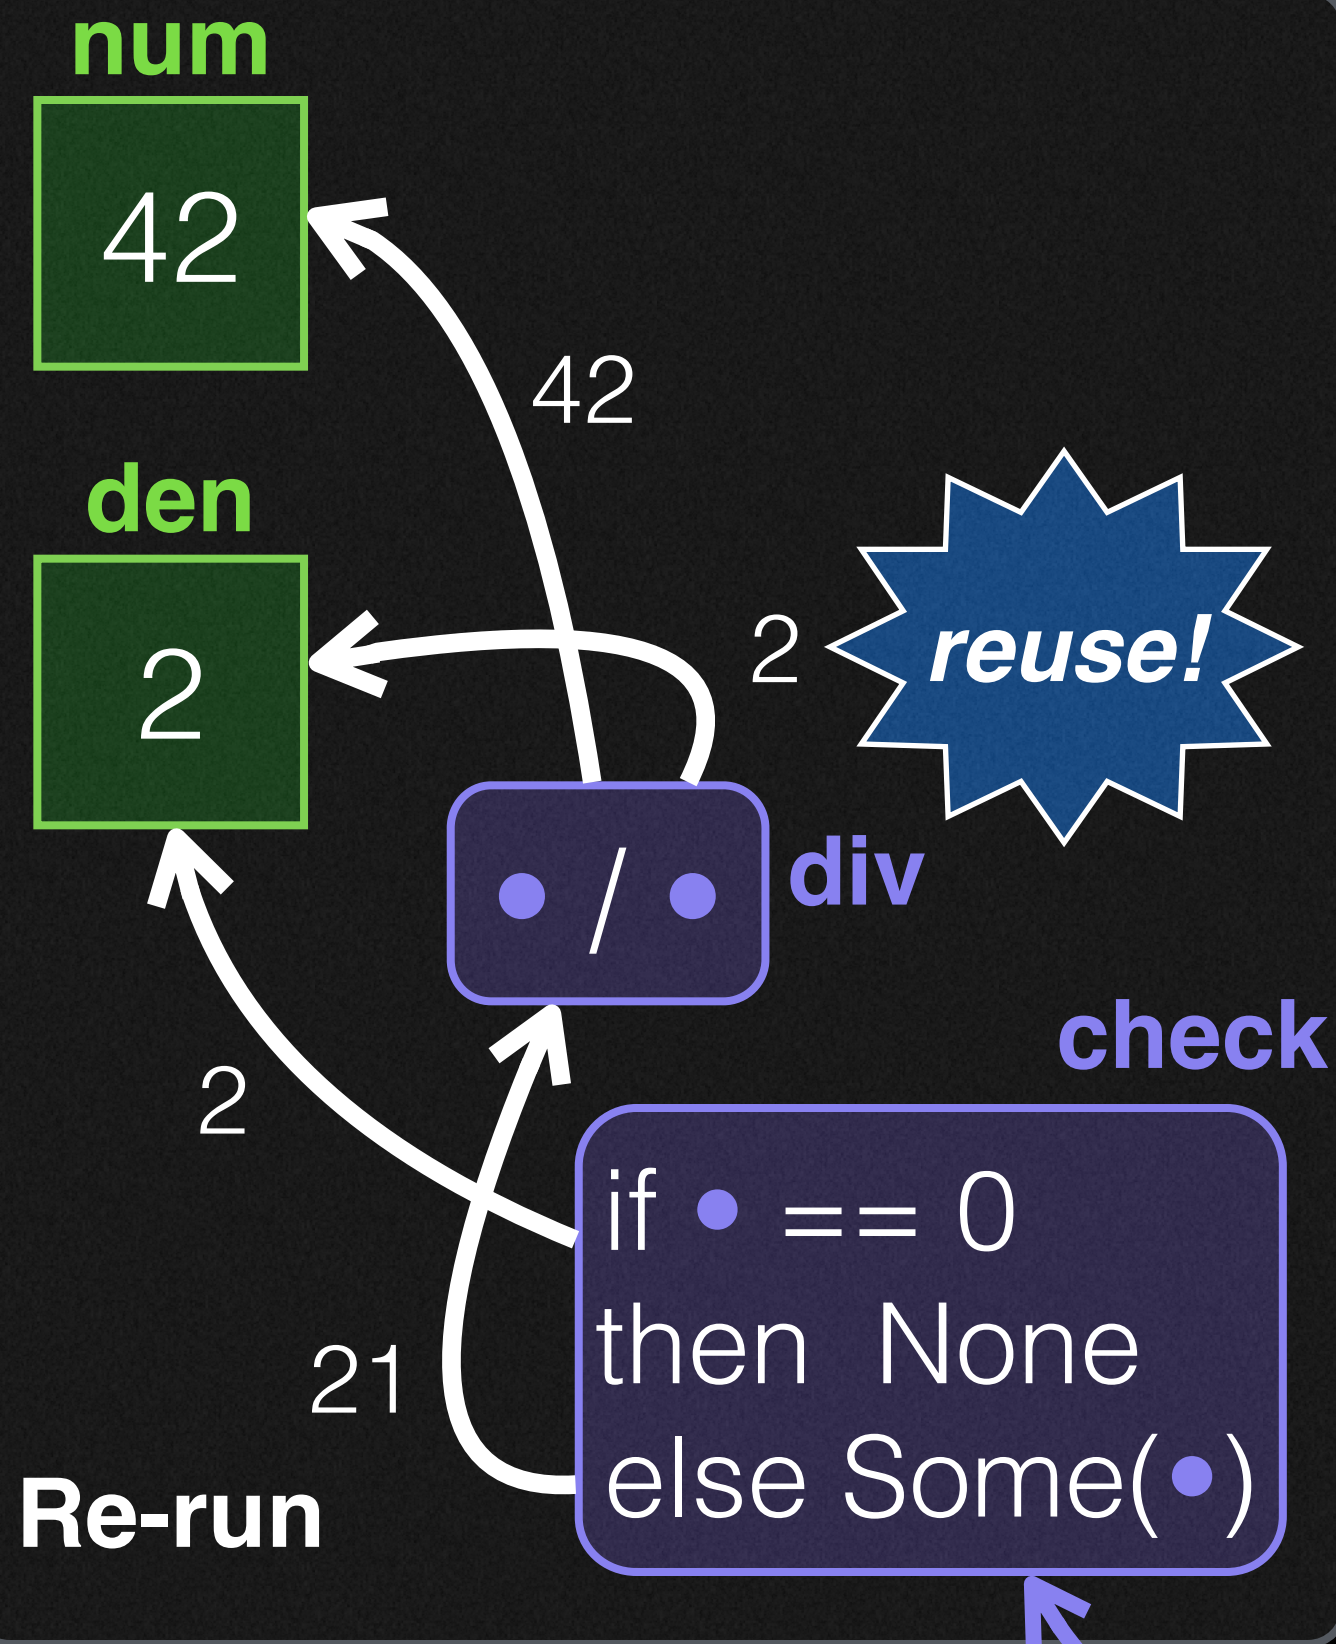 num
42
42
den
2
2
reuse!
• / •
div
check
2
if • == 0
then None
21
else Some(•)
Re-run